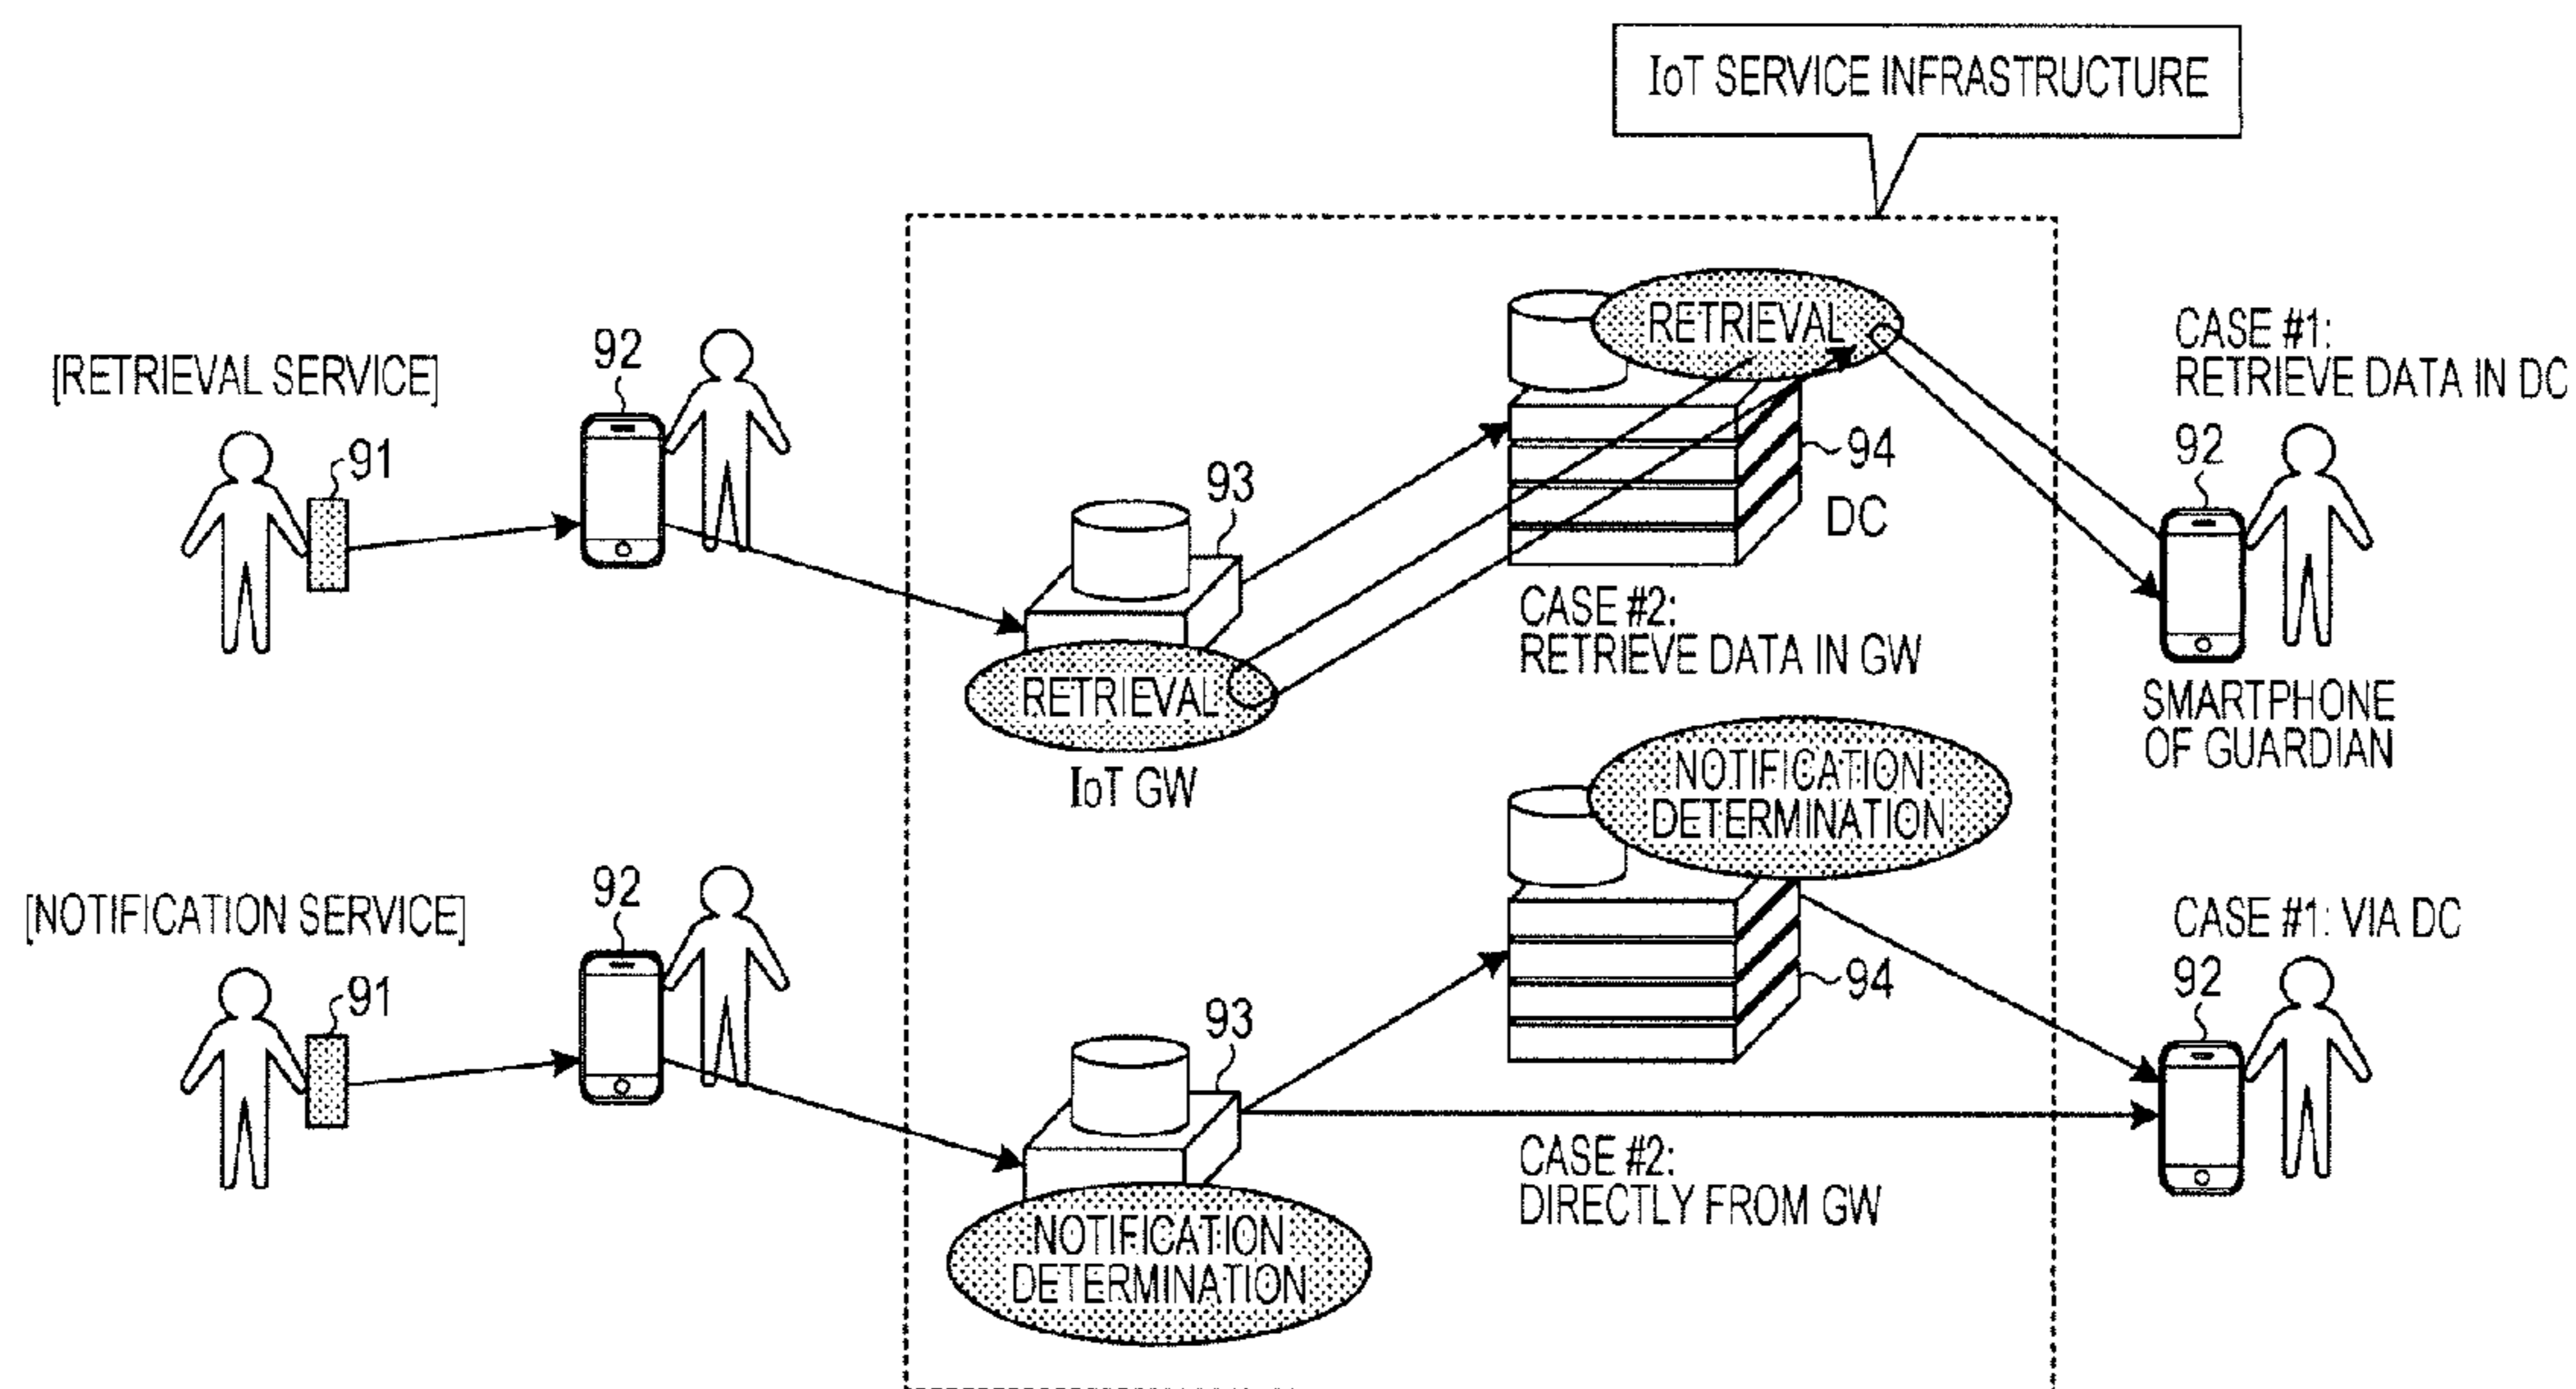 IoT SERVICE INFRASTRUCTURE
[RETRIEVAL SERVICE]
91
92
93
RETRIEVAL
IoT GW
RETRIEVAL
94
DC
CASE #2:
RETRIEVE DATA IN GW
CASE #1:
RETRIEVE DATA IN DC
92
SMARTPHONE
OF GUARDIAN
[NOTIFICATION SERVICE]
91
92
93
NOTIFICATION
DETERMINATION
NOTIFICATION
DETERMINATION
94
CASE #2:
DIRECTLY FROM GW
CASE #1: VIA DC
92